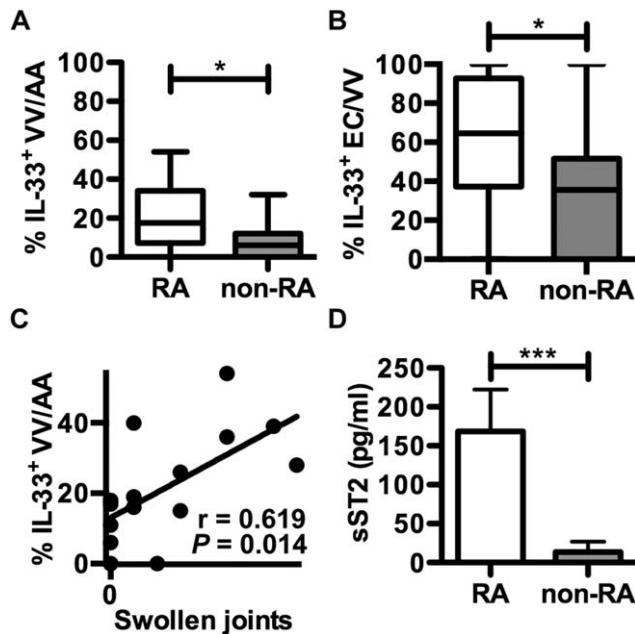 A
% IL-33+ VV/AA
100
80
60
40
20
0
*
RA non-RA
B
% IL-33+ EC/VV
100
80
60
40
20
0
*
RA non-RA
C
% IL-33+ VV/AA
40
20
0
r = 0.619
P = 0.014
0
Swollen joints
D
sST2 (pg/ml)
250
200
150
100
50
0
***
RA non-RA